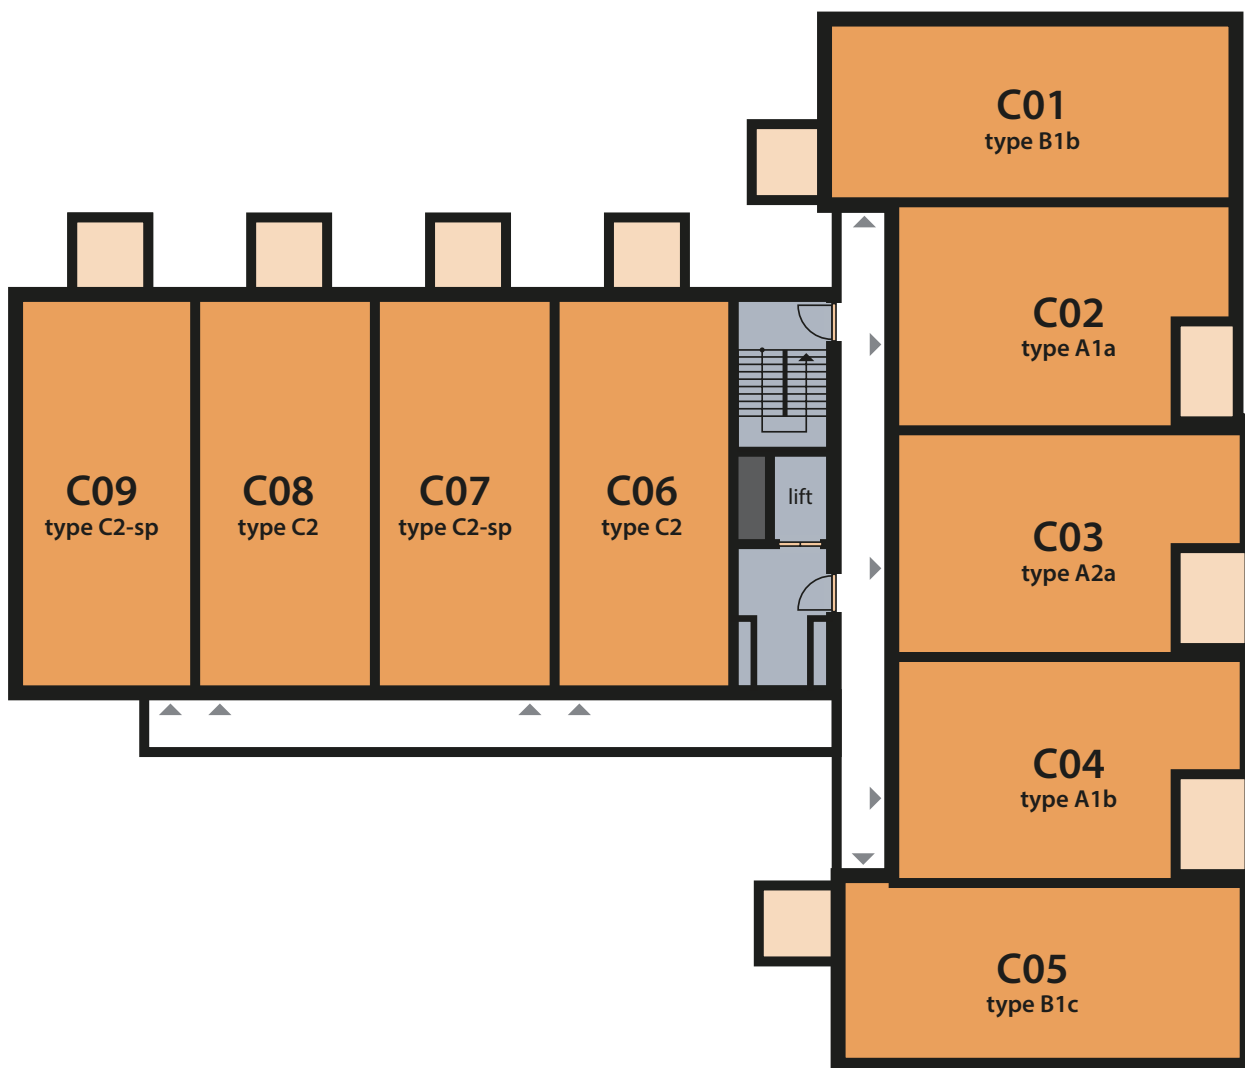 C01
type B1b
C02
type A1a
C09
type C2-sp
C08
type C2
C07
type C2-sp
C06
type C2
lift
C03
type A2a
C04
type A1b
C05
type B1c